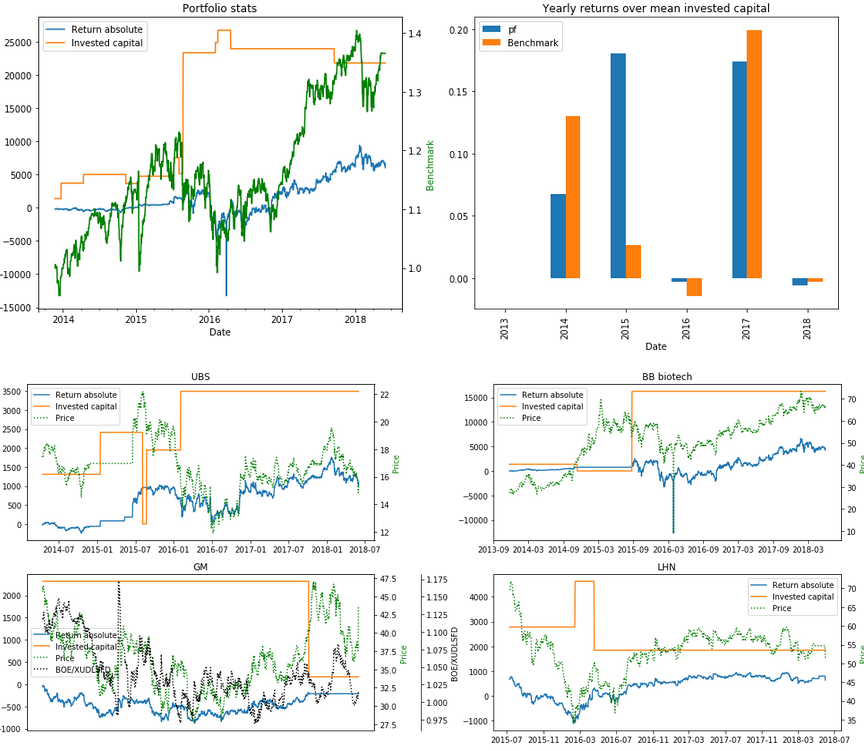 Portfolio stats
Return absolute
Invested capital
25000
20000
15000
10000
5000
0
−5000
−10000
−15000
1.4
1.3
1.2
1.1
1.0
Benchmark
2014 2015 2016 2017 2018
Date
Yearly returns over mean invested capital
pf
Benchmark
0.20
0.15
0.10
0.05
0.00
2013 2014 2015 2016 2017 2018
Date
UBS
Return absolute
Invested capital
Price
3500
3000
2500
2000
1500
1000
500
0
22
20
18
16
14
12
Price
2014-07 2015-01 2015-07 2016-01 2016-07 2017-01 2017-07 2018-01 2018-07
BB biotech
Return absolute
Invested capital
Price
15000
10000
5000
0
−5000
−10000
70
60
50
40
30
20
10
2013-09 2014-03 2014-09 2015-03 2015-09 2016-03 2016-09 2017-03 2017-09 2018-03
GM
Return absolute
Invested capital
Price
BOE/XUDLSFD
2000
1500
1000
500
0
−500
−1000
47.5
45.0
42.5
40.0
37.5
35.0
32.5
30.0
27.5
Price
1.175
1.150
1.125
1.100
1.075
1.050
1.025
1.000
0.975
BOE/XUDLSFD
LHN
Return absolute
Invested capital
Price
4000
3000
2000
1000
0
−1000
70
65
60
55
50
45
40
35
2015-07 2015-11 2016-03 2016-07 2016-11 2017-03 2017-07 2017-11 2018-03 2018-07